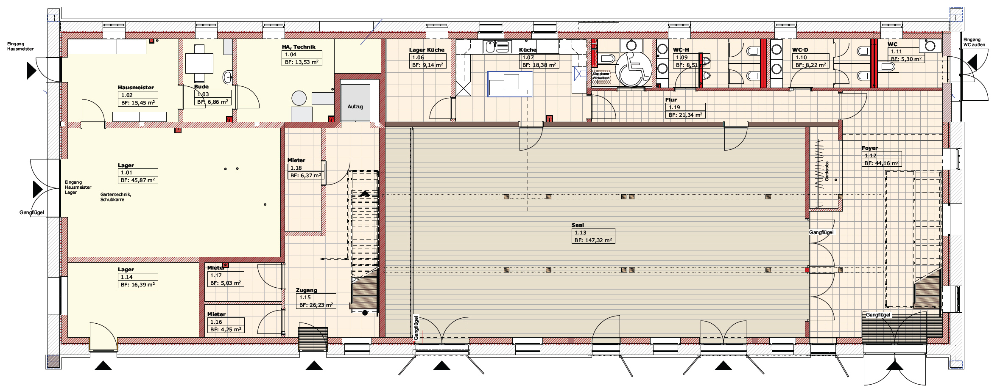 Eingang
Hausmeister
Hausmeister
1.02
BF: 15,45 m²
Bude
1.03
BF: 6,86 m²
HA, Technik
1.04
BF: 13,53 m²
Aufzug
Lager Küche
1.06
BF: 9,14 m²
Küche
1.07
BF: 18,38 m²
Klappbarer
Wickeltisch
WC-H
1.09
BF: 8,51 m²
WC-D
1.10
BF: 8,22 m²
WC
1.11
BF: 5,30 m²
Eingang
WC außen
Flur
1.19
BF: 21,34 m²
Lager
1.01
BF: 45,87 m²
Eingang
Hausmeister
Lager
Gartentechnik,
Schubkarre
Gangflügel
Mieter
1.18
BF: 6,37 m²
Garderobe
Foyer
1.12
BF: 44,16 m²
Saal
1.13
BF: 147,32 m²
Gangflügel
Lager
1.14
BF: 16,39 m²
Mieter
1.17
BF: 5,03 m²
Zugang
1.15
BF: 26,23 m²
Mieter
1.16
BF: 4,25 m²
Gangflügel
Gangflügel